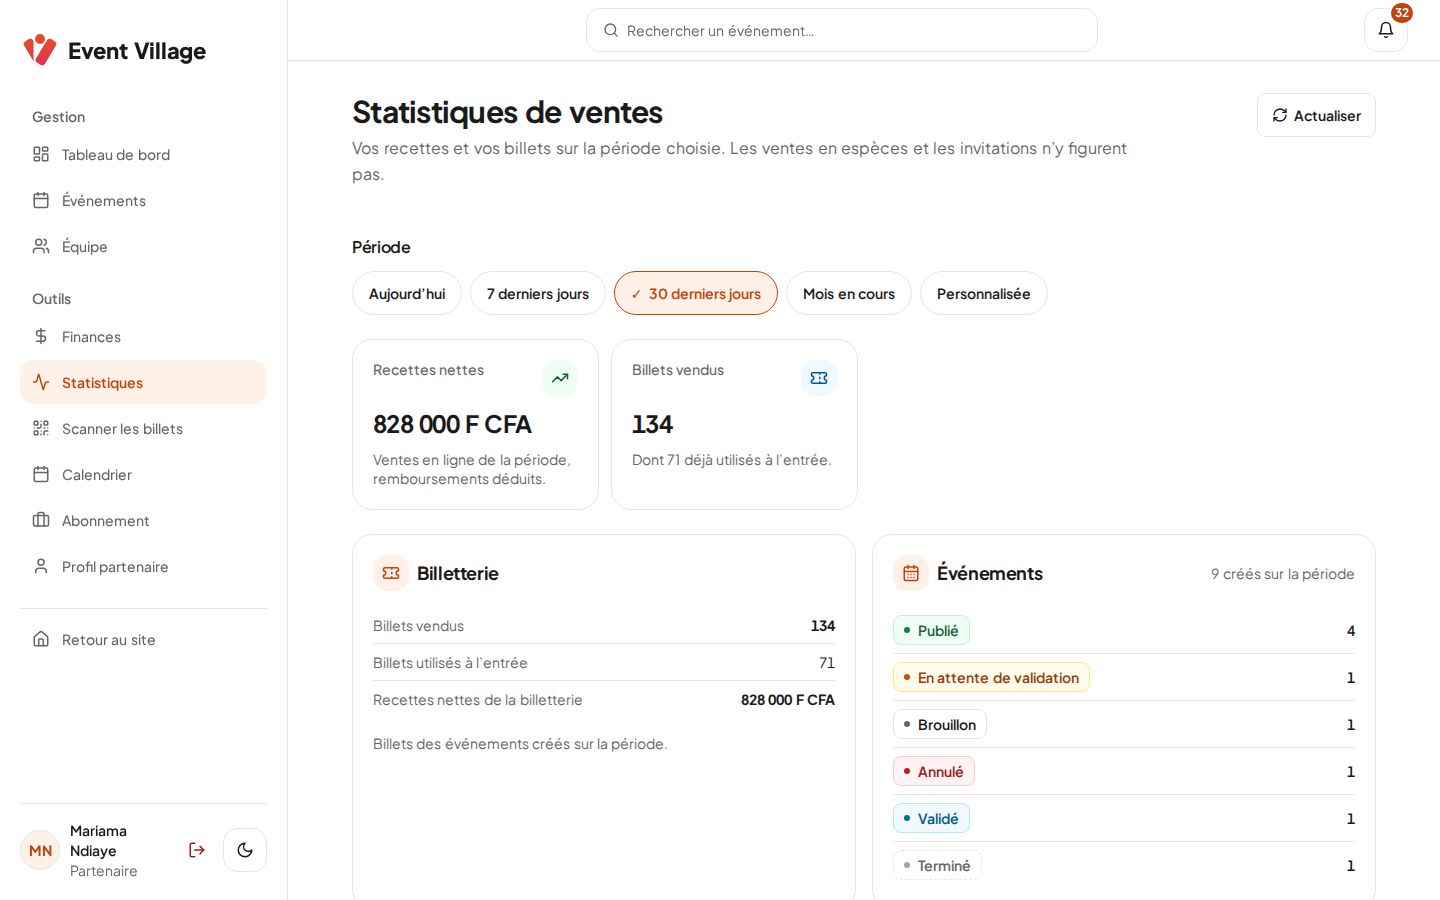 Event Village
Rechercher un événement…
32
Gestion
Tableau de bord
Événements
Équipe
Outils
Finances
Statistiques
Scanner les billets
Calendrier
Abonnement
Profil partenaire
Retour au site
MN
Mariama
Ndiaye
Partenaire
Statistiques de ventes
Actualiser
Vos recettes et vos billets sur la période choisie. Les ventes en espèces et les invitations n’y figurent
pas.
Période
Aujourd’hui
7 derniers jours
✓ 30 derniers jours
Mois en cours
Personnalisée
Recettes nettes
828 000 F CFA
Ventes en ligne de la période,
remboursements déduits.
Billets vendus
134
Dont 71 déjà utilisés à l’entrée.
Billetterie
Billets vendus 134
Billets utilisés à l’entrée 71
Recettes nettes de la billetterie 828 000 F CFA
Billets des événements créés sur la période.
Événements 9 créés sur la période
Publié 4
En attente de validation 1
Brouillon 1
Annulé 1
Validé 1
Terminé 1